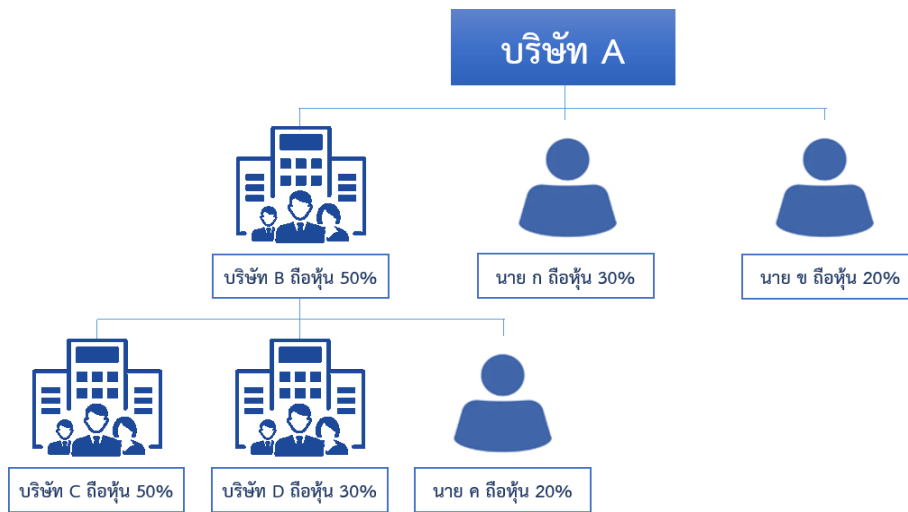 บริษัท A
บริษัท B ถือหุ้น 50%
นาย ก ถือหุ้น 30%
นาย ข ถือหุ้น 20%
บริษัท C ถือหุ้น 50%
บริษัท D ถือหุ้น 30%
นาย ค ถือหุ้น 20%